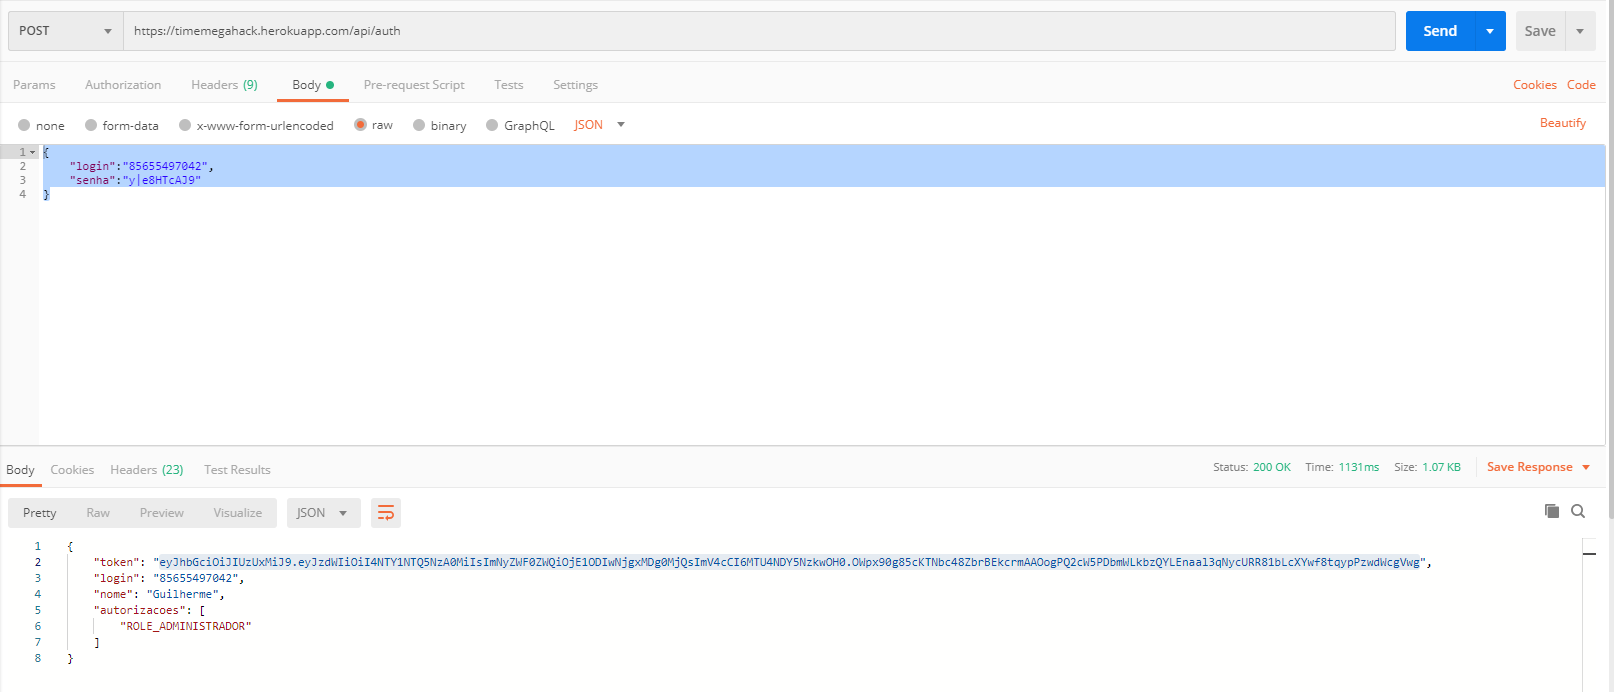 POST https://timemegahack.herokuapp.com/api/auth Send Save
Params Authorization Headers (9) Body Pre-request Script Tests Settings Cookies Code
none form-data x-www-form-urlencoded raw binary GraphQL JSON Beautify
1 {
2 "login":"85655497042",
3 "senha":"y|e8HTcAJ9"
4 }
Body Cookies Headers (23) Test Results Status: 200 OK Time: 1131ms Size: 1.07 KB Save Response
Pretty Raw Preview Visualize JSON
1 {
2 "token": "eyJhbGciOiJIUzUxMiJ9.eyJzdWIiOiI4NTY1NTQ5NzA0MiIsImNyZWF0ZWQiOjE1ODIwNjgxMDg0MjQsImV4cCI6MTU4NDY5NzkwOH0.OWpx90g85cKTNbc48ZbrBEkcrmAAOogPQ2cW5PDbmWLkbzQYLEnaal3qNycURR81bLcXYwf8tqypPzwdWcgVwg",
3 "login": "85655497042",
4 "nome": "Guilherme",
5 "autorizacoes": [
6 "ROLE_ADMINISTRADOR"
7 ]
8 }